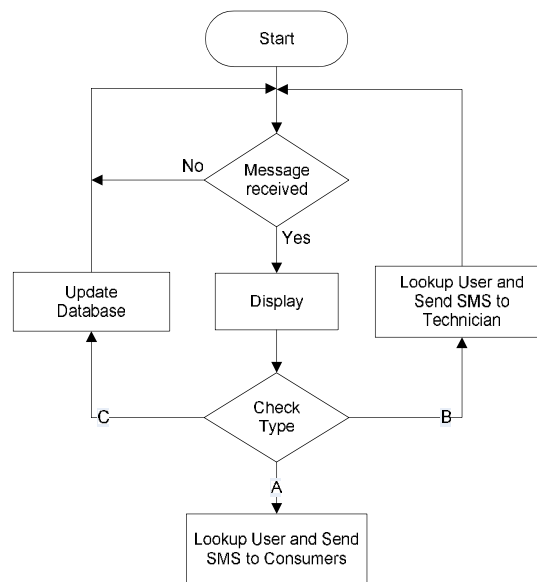 Start
No
Message
received
Yes
Update
Database
Display
Lookup User and
Send SMS to
Technician
C
Check
Type
B
A
Lookup User and Send
SMS to Consumers